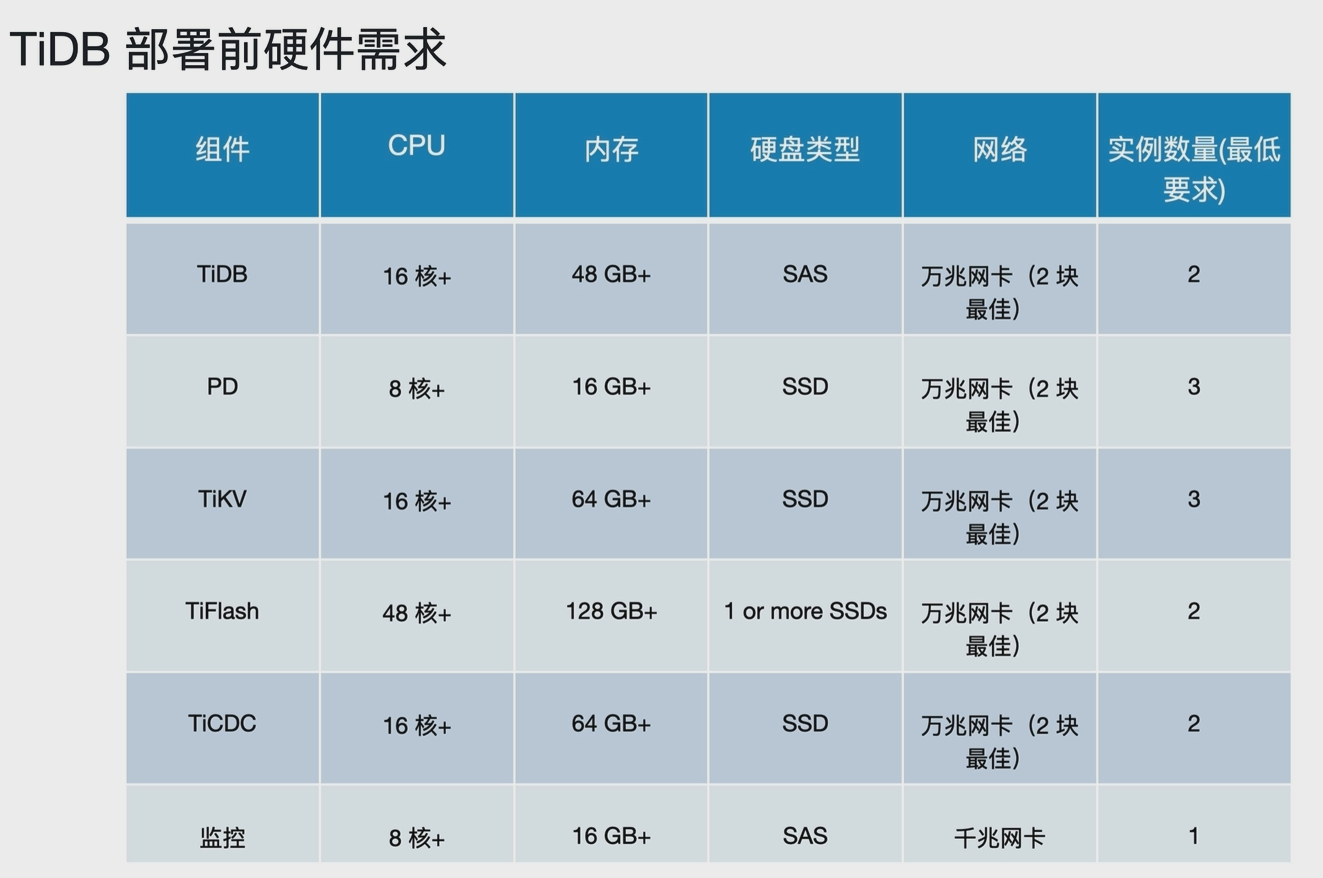 TiDB 部署前硬件需求
组件 CPU 内存 硬盘类型 网络 实例数量(最低
要求)
TiDB 16 核+ 48 GB+ SAS 万兆网卡（2 块
最佳） 2
PD 8 核+ 16 GB+ SSD 万兆网卡（2 块
最佳） 3
TiKV 16 核+ 64 GB+ SSD 万兆网卡（2 块
最佳） 3
TiFlash 48 核+ 128 GB+ 1 or more SSDs 万兆网卡（2 块
最佳） 2
TiCDC 16 核+ 64 GB+ SSD 万兆网卡（2 块
最佳） 2
监控 8 核+ 16 GB+ SAS 千兆网卡 1